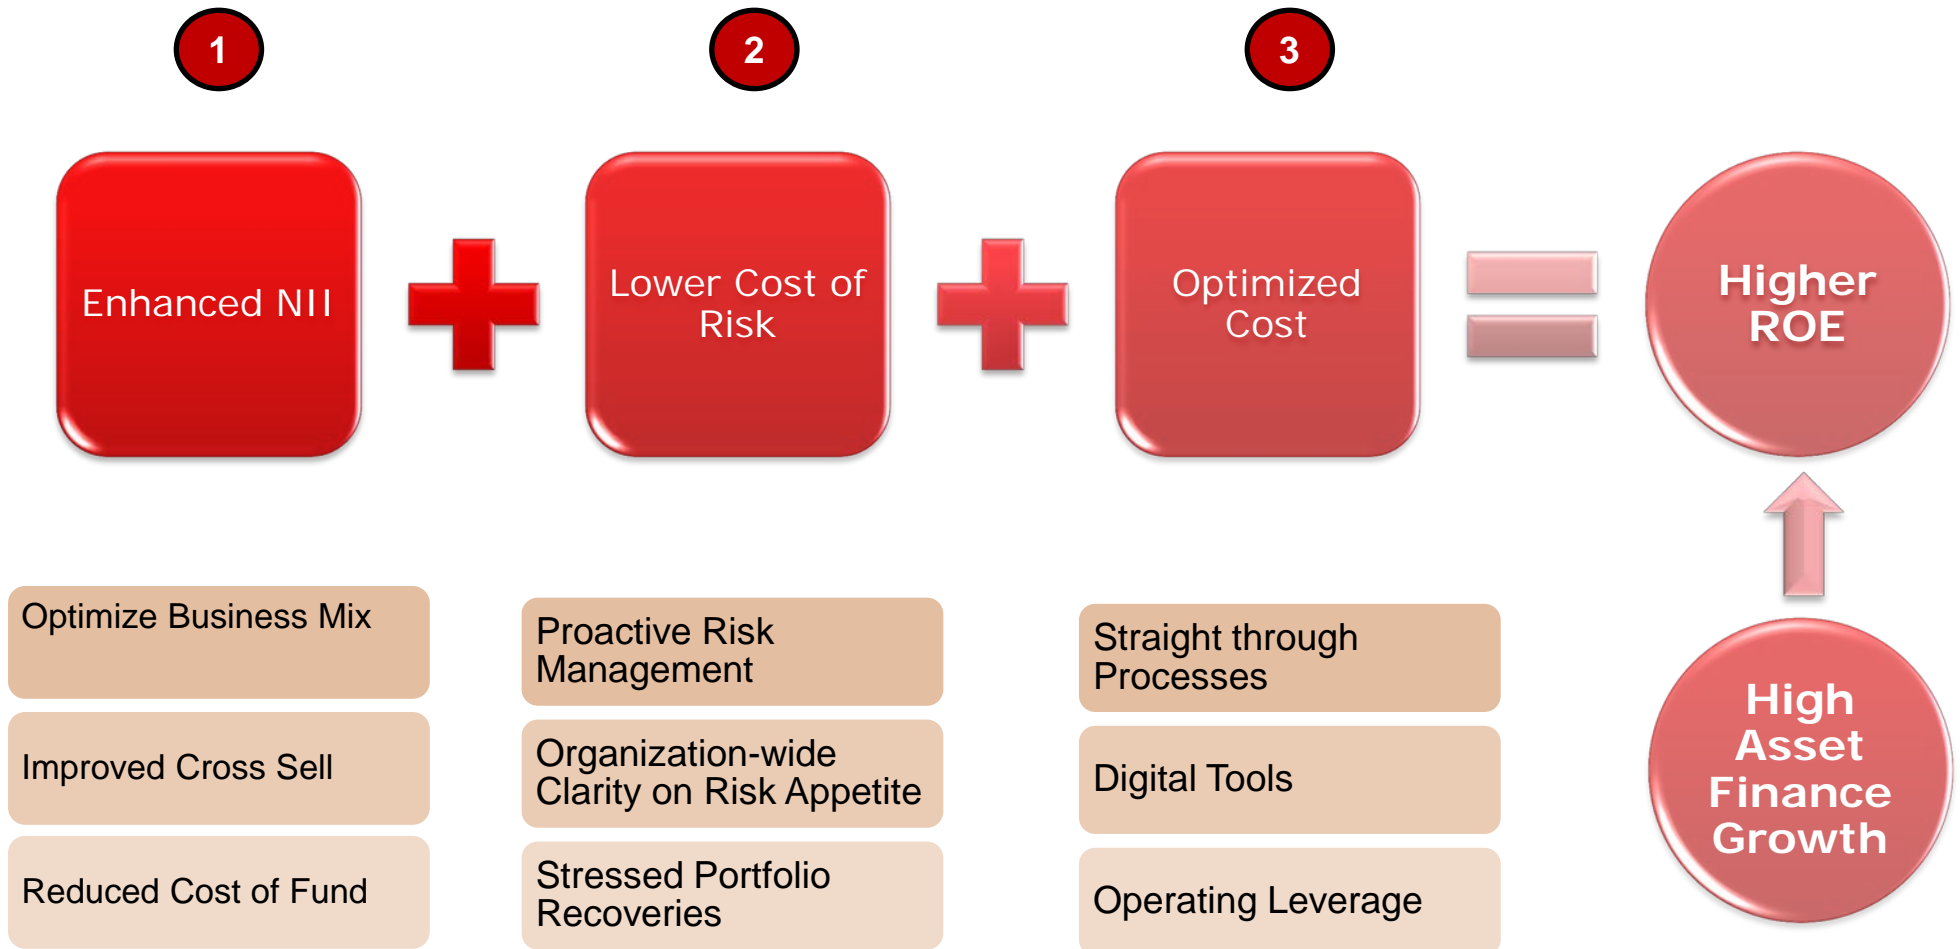 1
2
3
Enhanced NII
Lower Cost of
Risk
Optimized
Cost
Higher
ROE
Optimize Business Mix
Improved Cross Sell
Reduced Cost of Fund
Proactive Risk
Management
Organization-wide
Clarity on Risk Appetite
Stressed Portfolio
Recoveries
Straight through
Processes
Digital Tools
Operating Leverage
High
Asset
Finance
Growth